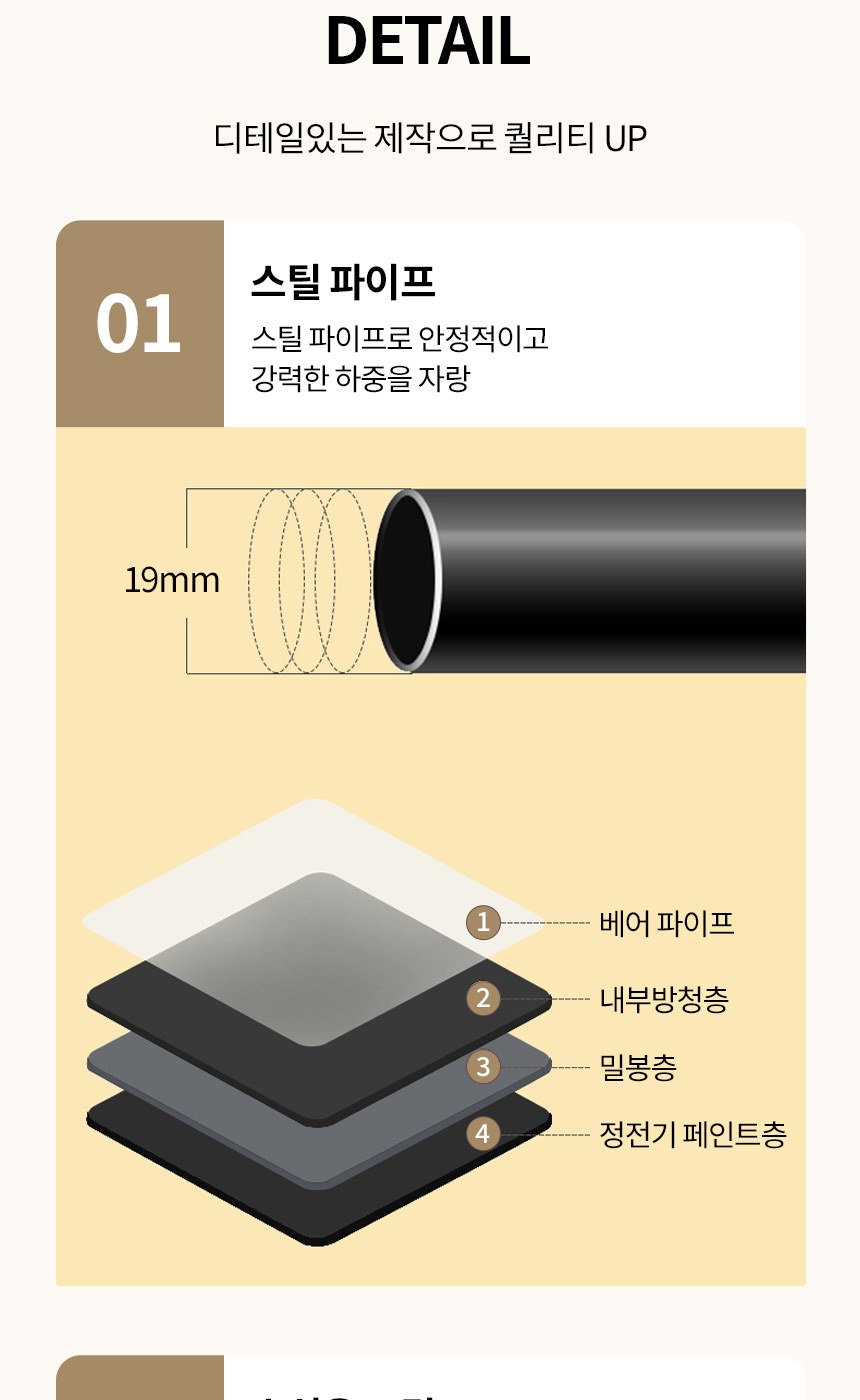 DETAIL
디테일있는 제작으로 퀄리티 UP
01
스틸 파이프
스틸 파이프로 안정적이고
강력한 하중을 자랑
19mm
1 베어 파이프
2 내부방청층
3 밀봉층
4 정전기 페인트층